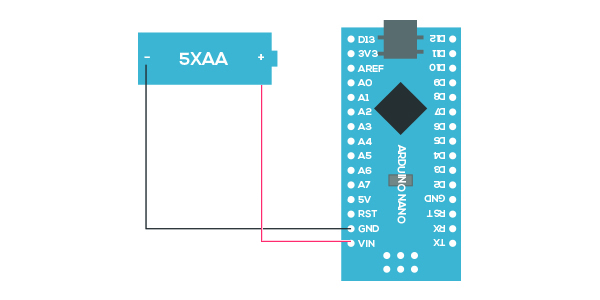 - 5XAA +
D13
3V3
AREF
A0
A1
A2
A3
A4
A5
A6
A7
5V
RST
GND
VIN
ARDUINO NANO
D12
D11
D10
D9
D8
D7
D6
D5
D4
D3
D2
GND
RST
RX
TX